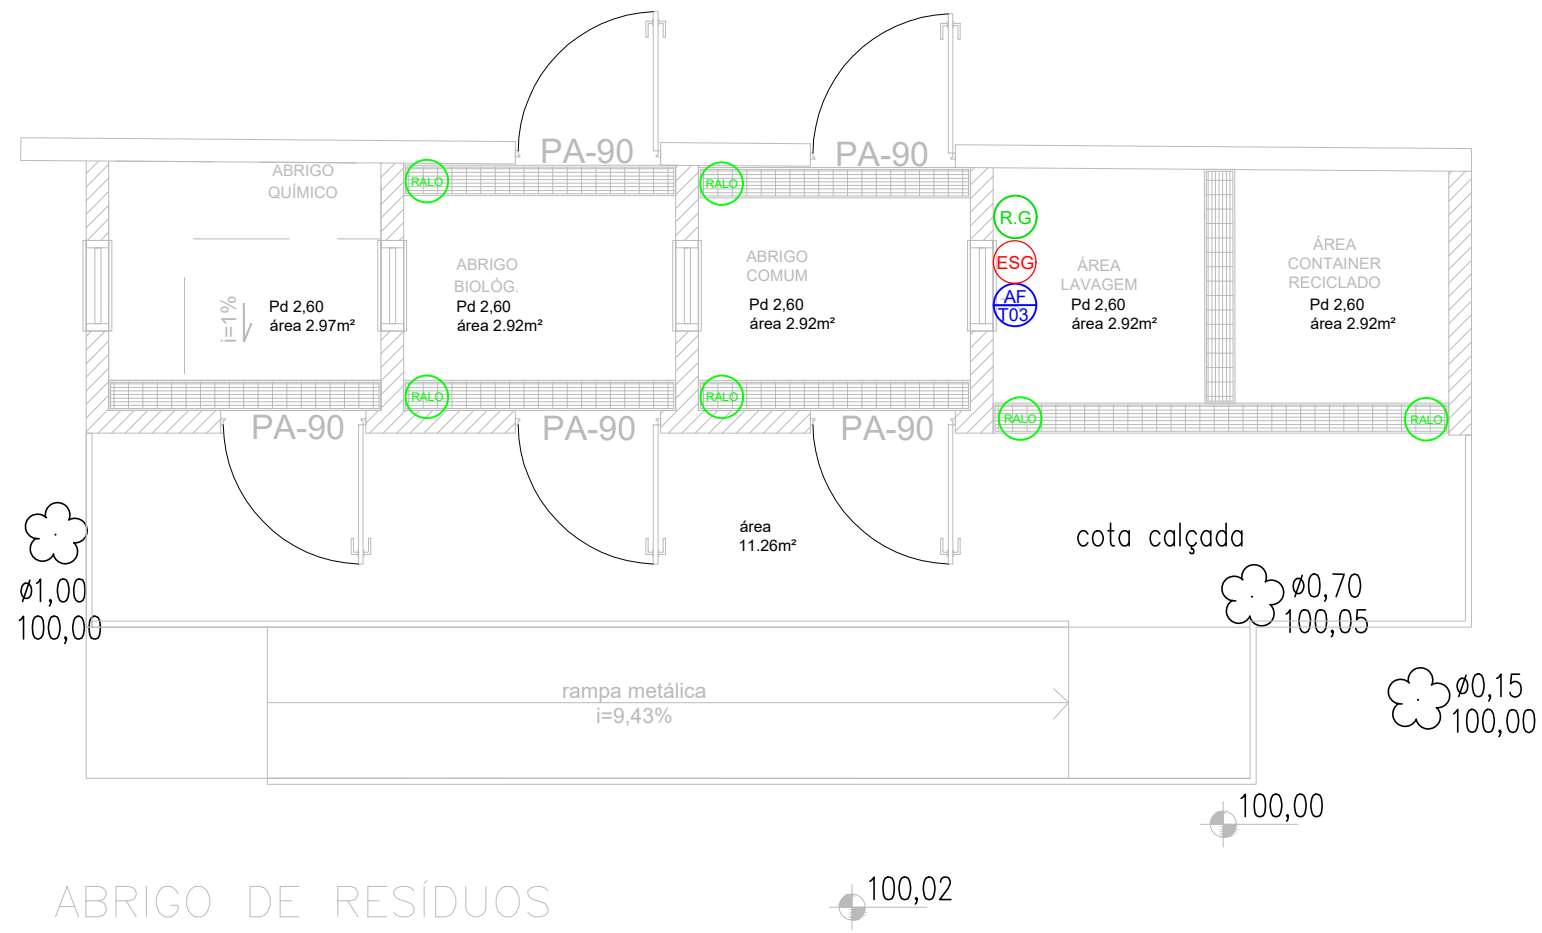 PA-90
PA-90
ABRIGO
QUÍMICO
RALO
RALO
R.G
ESG
AF
T03
ABRIGO
BIOLÓG.
Pd 2,60
área 2.92m²
ABRIGO
COMUM
Pd 2,60
área 2.92m²
ÁREA
LAVAGEM
Pd 2,60
área 2.92m²
ÁREA
CONTAINER
RECICLADO
Pd 2,60
área 2.92m²
i=1%
Pd 2,60
área 2.97m²
RALO
RALO
RALO
RALO
PA-90
PA-90
PA-90
área
11.26m²
cota calçada
ø1,00
100,00
ø0,70
100,05
ø0,15
100,00
rampa metálica
i=9,43%
100,00
100,02
ABRIGO DE RESÍDUOS